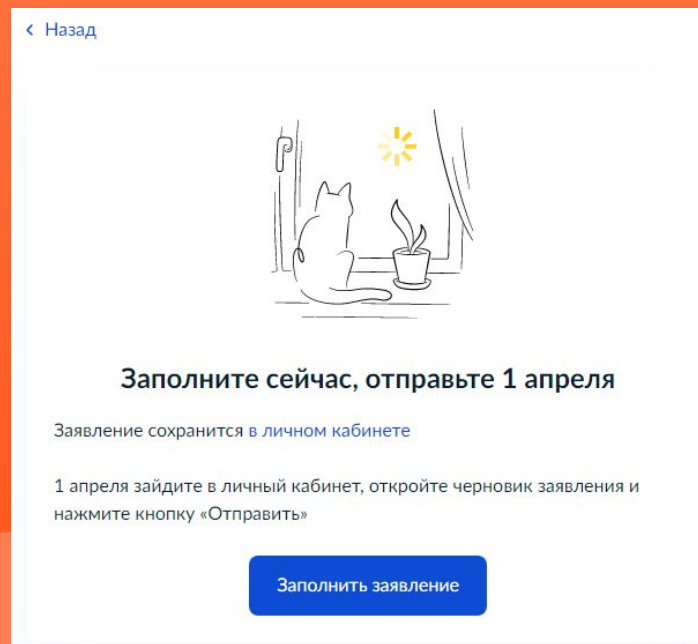 Назад
Заполните сейчас, отправьте 1 апреля
Заявление сохранится в личном кабинете
1 апреля зайдите в личный кабинет, откройте черновик заявления и
нажмите кнопку «Отправить»
Заполнить заявление